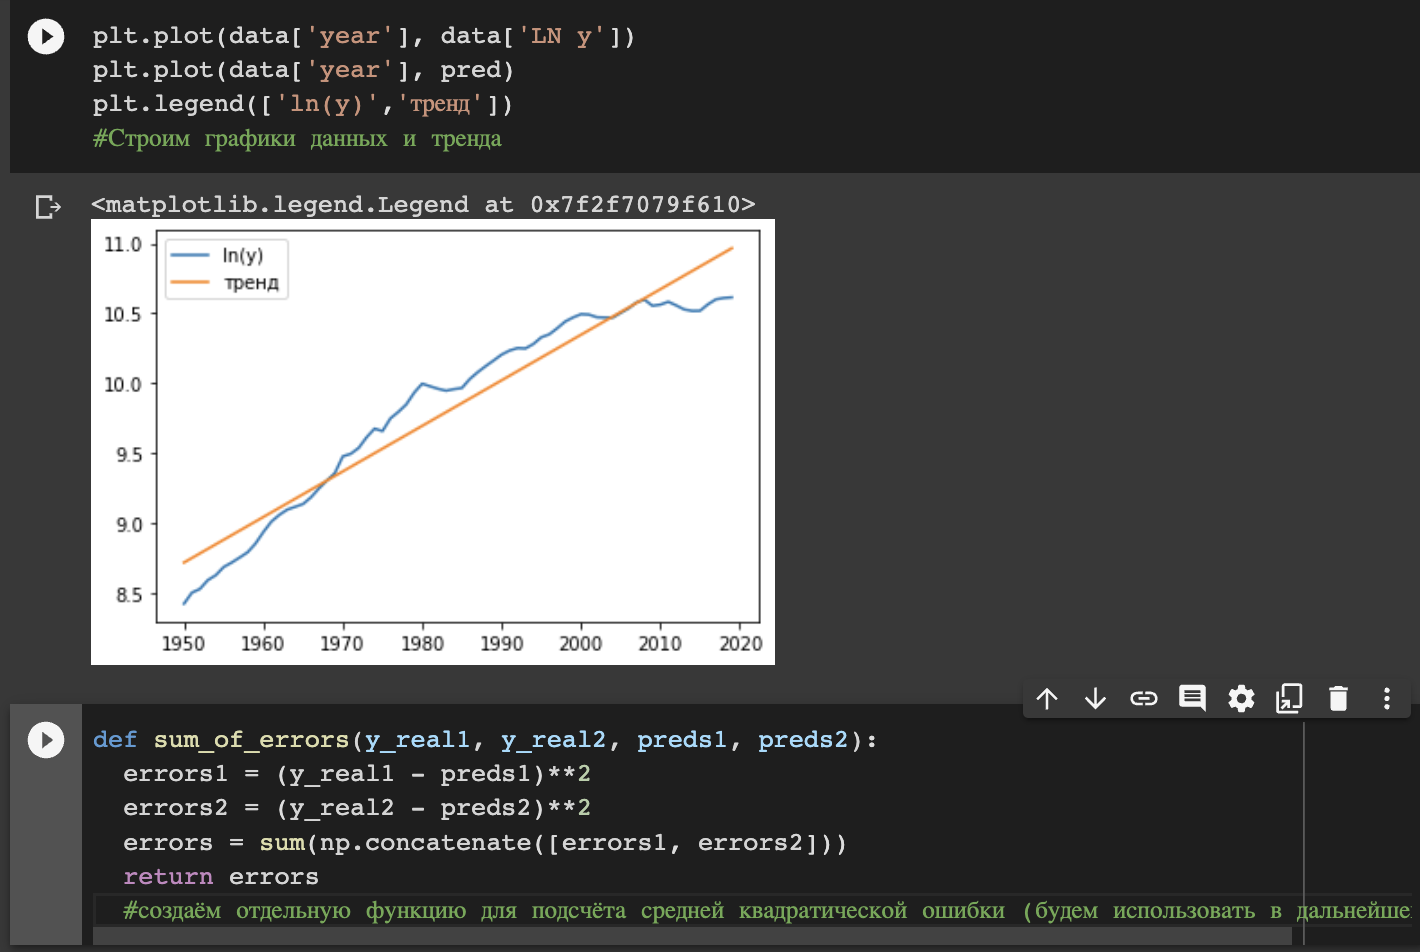 plt.plot(data['year'], data['LN y'])
plt.plot(data['year'], pred)
plt.legend(['ln(y)','тренд'])
#Строим графики данных и тренда
<matplotlib.legend.Legend at 0x7f2f7079f610>
ln(y)
тренд
11.0
10.5
10.0
9.5
9.0
8.5
1950 1960 1970 1980 1990 2000 2010 2020
def sum_of_errors(y_real1, y_real2, preds1, preds2):
errors1 = (y_real1 - preds1)**2
errors2 = (y_real2 - preds2)**2
errors = sum(np.concatenate([errors1, errors2]))
return errors
#создаём отдельную функцию для подсчёта средней квадратической ошибки (будем использовать в